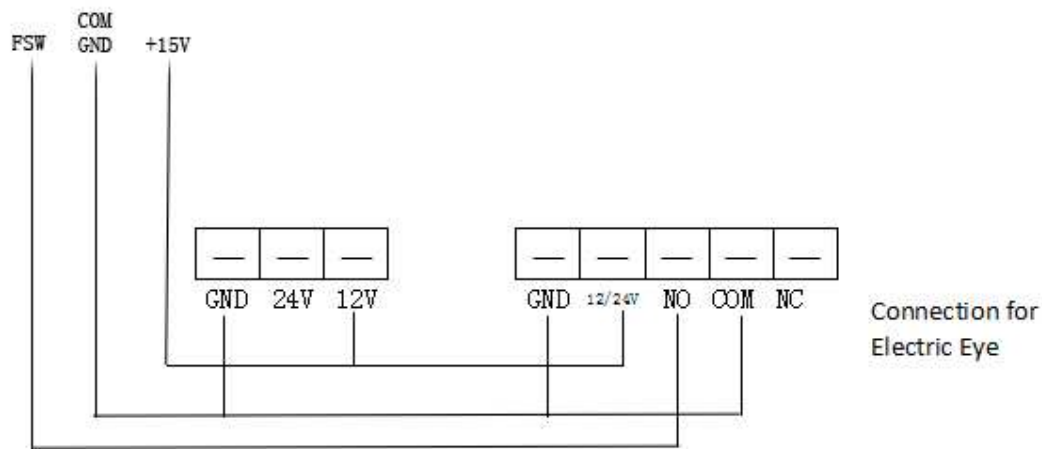 COM
FSW GND +15V
GND 24V 12V GND 12/24V NO COM NC
Connection for
Electric Eye